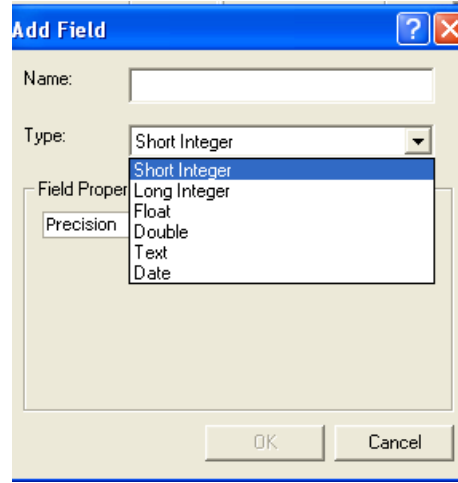 Add Field
Name:
Type:
Short Integer
Short Integer
Long Integer
Field Proper
Float
Precision
Double
Text
Date
OK
Cancel